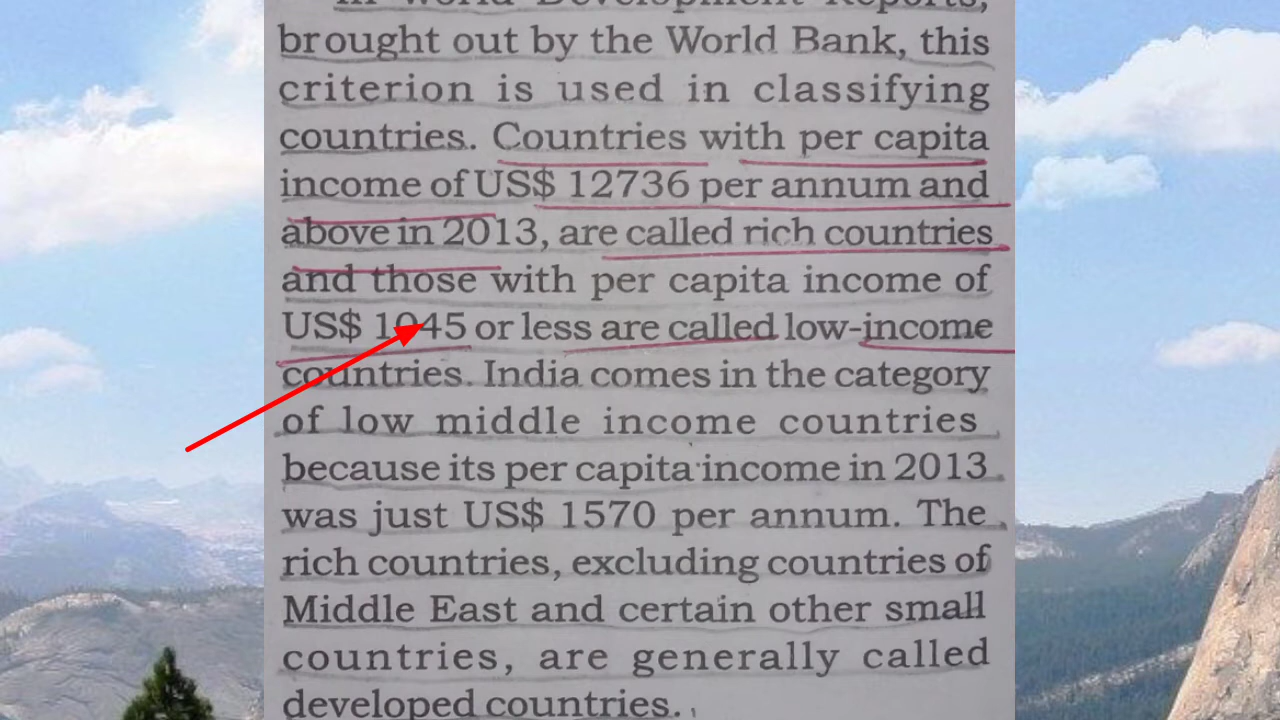 In World Development Reports,
brought out by the World Bank, this
criterion is used in classifying
countries. Countries with per capita
income of US$ 12736 per annum and
above in 2013, are called rich countries
and those with per capita income of
US$ 1045 or less are called low-income
countries. India comes in the category
of low middle income countries
because its per capita income in 2013
was just US$ 1570 per annum. The
rich countries, excluding countries of
Middle East and certain other small
countries, are generally called
developed countries.